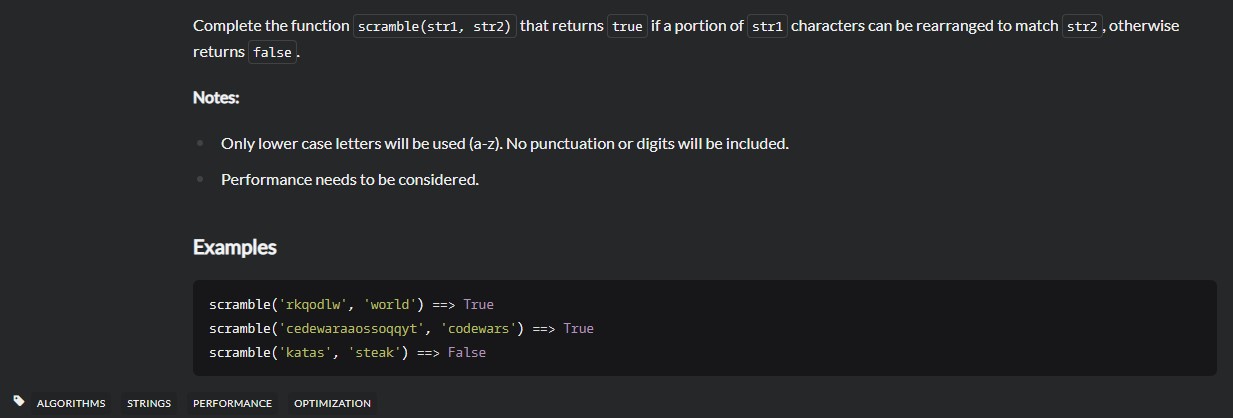 Complete the function scramble(str1, str2) that returns true if a portion of str1 characters can be rearranged to match str2, otherwise
returns false.
Notes:
Only lower case letters will be used (a-z). No punctuation or digits will be included.
Performance needs to be considered.
Examples
scramble('rkqodlw', 'world') ==> True
scramble('cedewaraaossoqqyt', 'codewars') ==> True
scramble('katas', 'steak') ==> False
ALGORITHMS STRINGS PERFORMANCE OPTIMIZATION